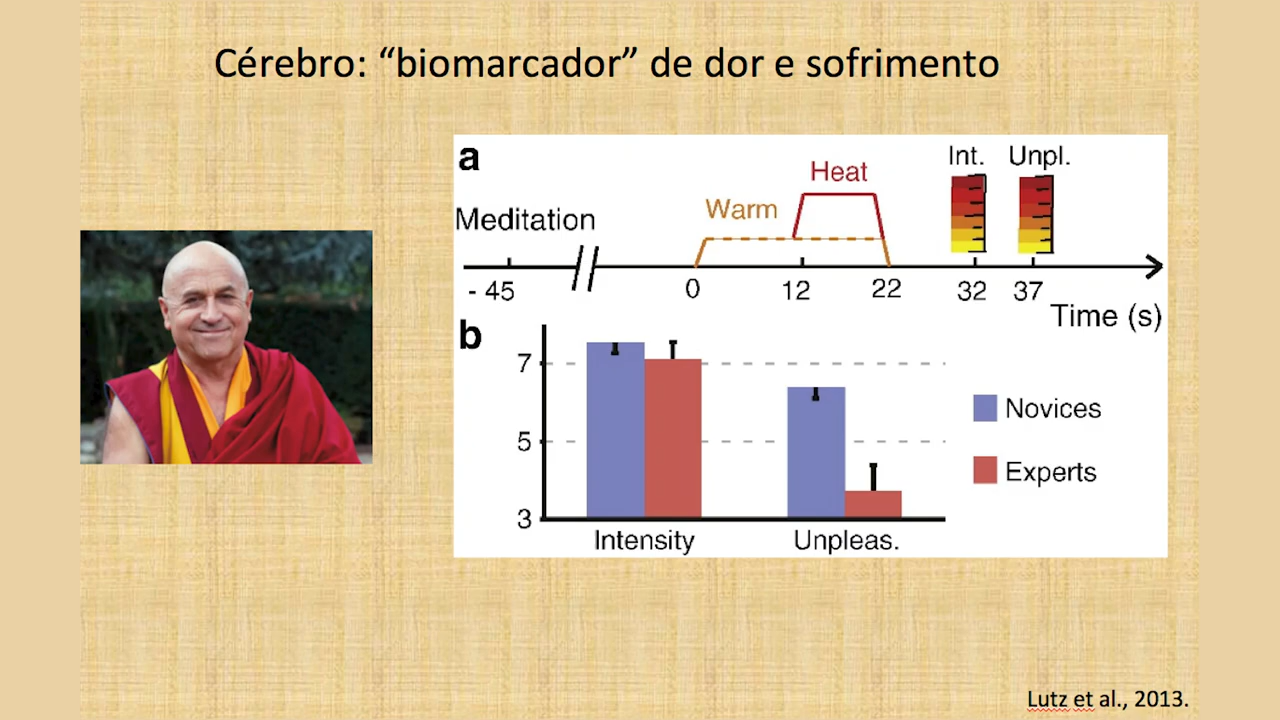 Cérebro: “biomarcador” de dor e sofrimento
a
Int. Unpl.
Heat
Warm
Meditation
- 45 0 12 22 32 37
Time (s)
b
7
5
3
Novices
Experts
Intensity Unpleas.
Lutz et al., 2013.